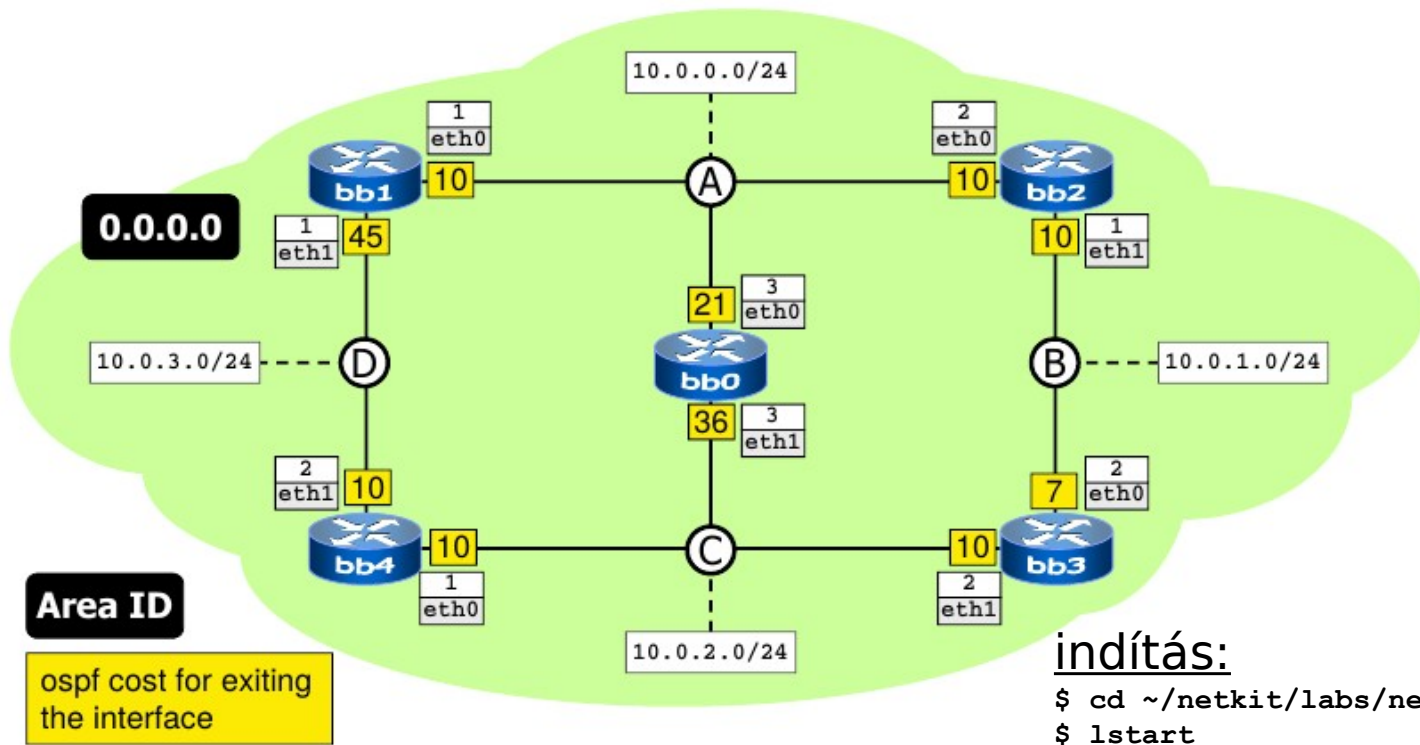 10.0.0.0/24
1
eth0
2
eth0
bb1
10
A
10
bb2
0.0.0.0
1
eth1
45
10
1
eth1
21
3
eth0
10.0.3.0/24
D
bb0
B
10.0.1.0/24
36
3
eth1
2
eth1
10
7
2
eth0
bb4
10
C
10
bb3
1
eth0
2
eth1
Area ID
10.0.2.0/24
indítás:
ospf cost for exiting
the interface
$ cd ~/netkit/labs/ne
$ lstart